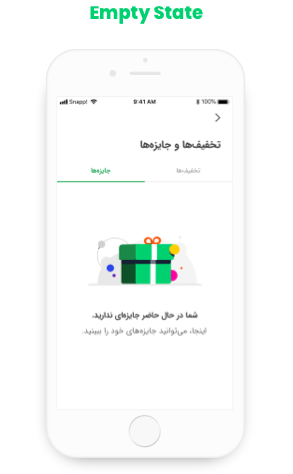 Empty State
Snapp! 9:41 AM 100%
تخفیف‌ها و جایزه‌ها
تخفیف‌ها جایزه‌ها
شما در حال حاضر جایزه‌ای ندارید.
اینجا، می‌توانید جایزه‌های خود را ببینید.